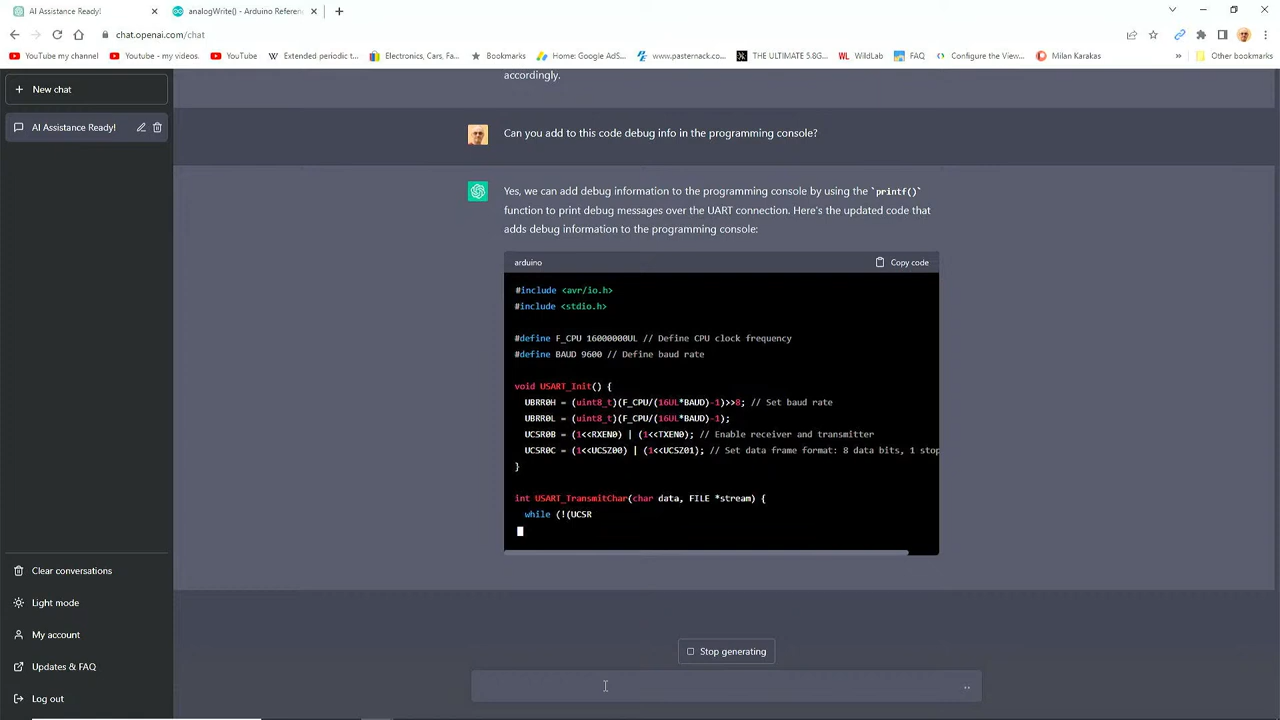 AI Assistance Ready!
analogWrite() - Arduino Referenc
chat.openai.com/chat
YouTube my channel
Youtube - my videos.
YouTube
Extended periodic t...
Electronics, Cars, Fa...
Bookmarks
Home: Google AdS...
www.pasternack.co...
THE ULTIMATE 5.8G...
WildLab
FAQ
Configure the View...
Milan Karakas
»
Other bookmarks
+ New chat
AI Assistance Ready!
accordingly.
Can you add to this code debug info in the programming console?
Yes, we can add debug information to the programming console by using the `printf()`
function to print debug messages over the UART connection. Here's the updated code that
adds debug information to the programming console:
arduino
Copy code
#include <avr/io.h>
#include <stdio.h>
#define F_CPU 16000000UL // Define CPU clock frequency
#define BAUD 9600 // Define baud rate
void USART_Init() {
UBRR0H = (uint8_t)(F_CPU/(16UL*BAUD)-1)>>8; // Set baud rate
UBRR0L = (uint8_t)(F_CPU/(16UL*BAUD)-1);
UCSR0B = (1<<RXEN0) | (1<<TXEN0); // Enable receiver and transmitter
UCSR0C = (1<<UCSZ00) | (1<<UCSZ01); // Set data frame format: 8 data bits, 1 stop
}
int USART_TransmitChar(char data, FILE *stream) {
while (!(UCSR
Clear conversations
Light mode
My account
Updates & FAQ
Log out
Stop generating